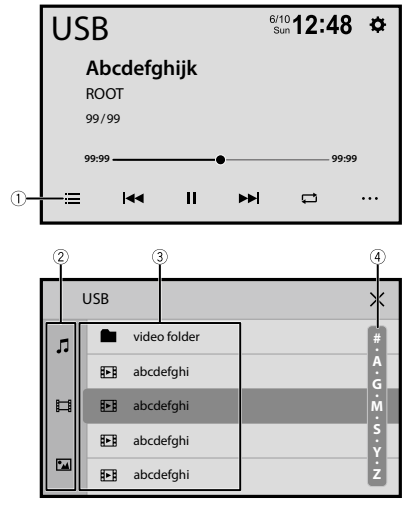 USB
6/10
Sun
12:48
Abcdefghijk
ROOT
99/99
99:99
99:99
①
②
③
④
USB
video folder
abcdefghi
abcdefghi
abcdefghi
abcdefghi
#
·
A
·
G
·
M
·
S
·
Y
·
Z